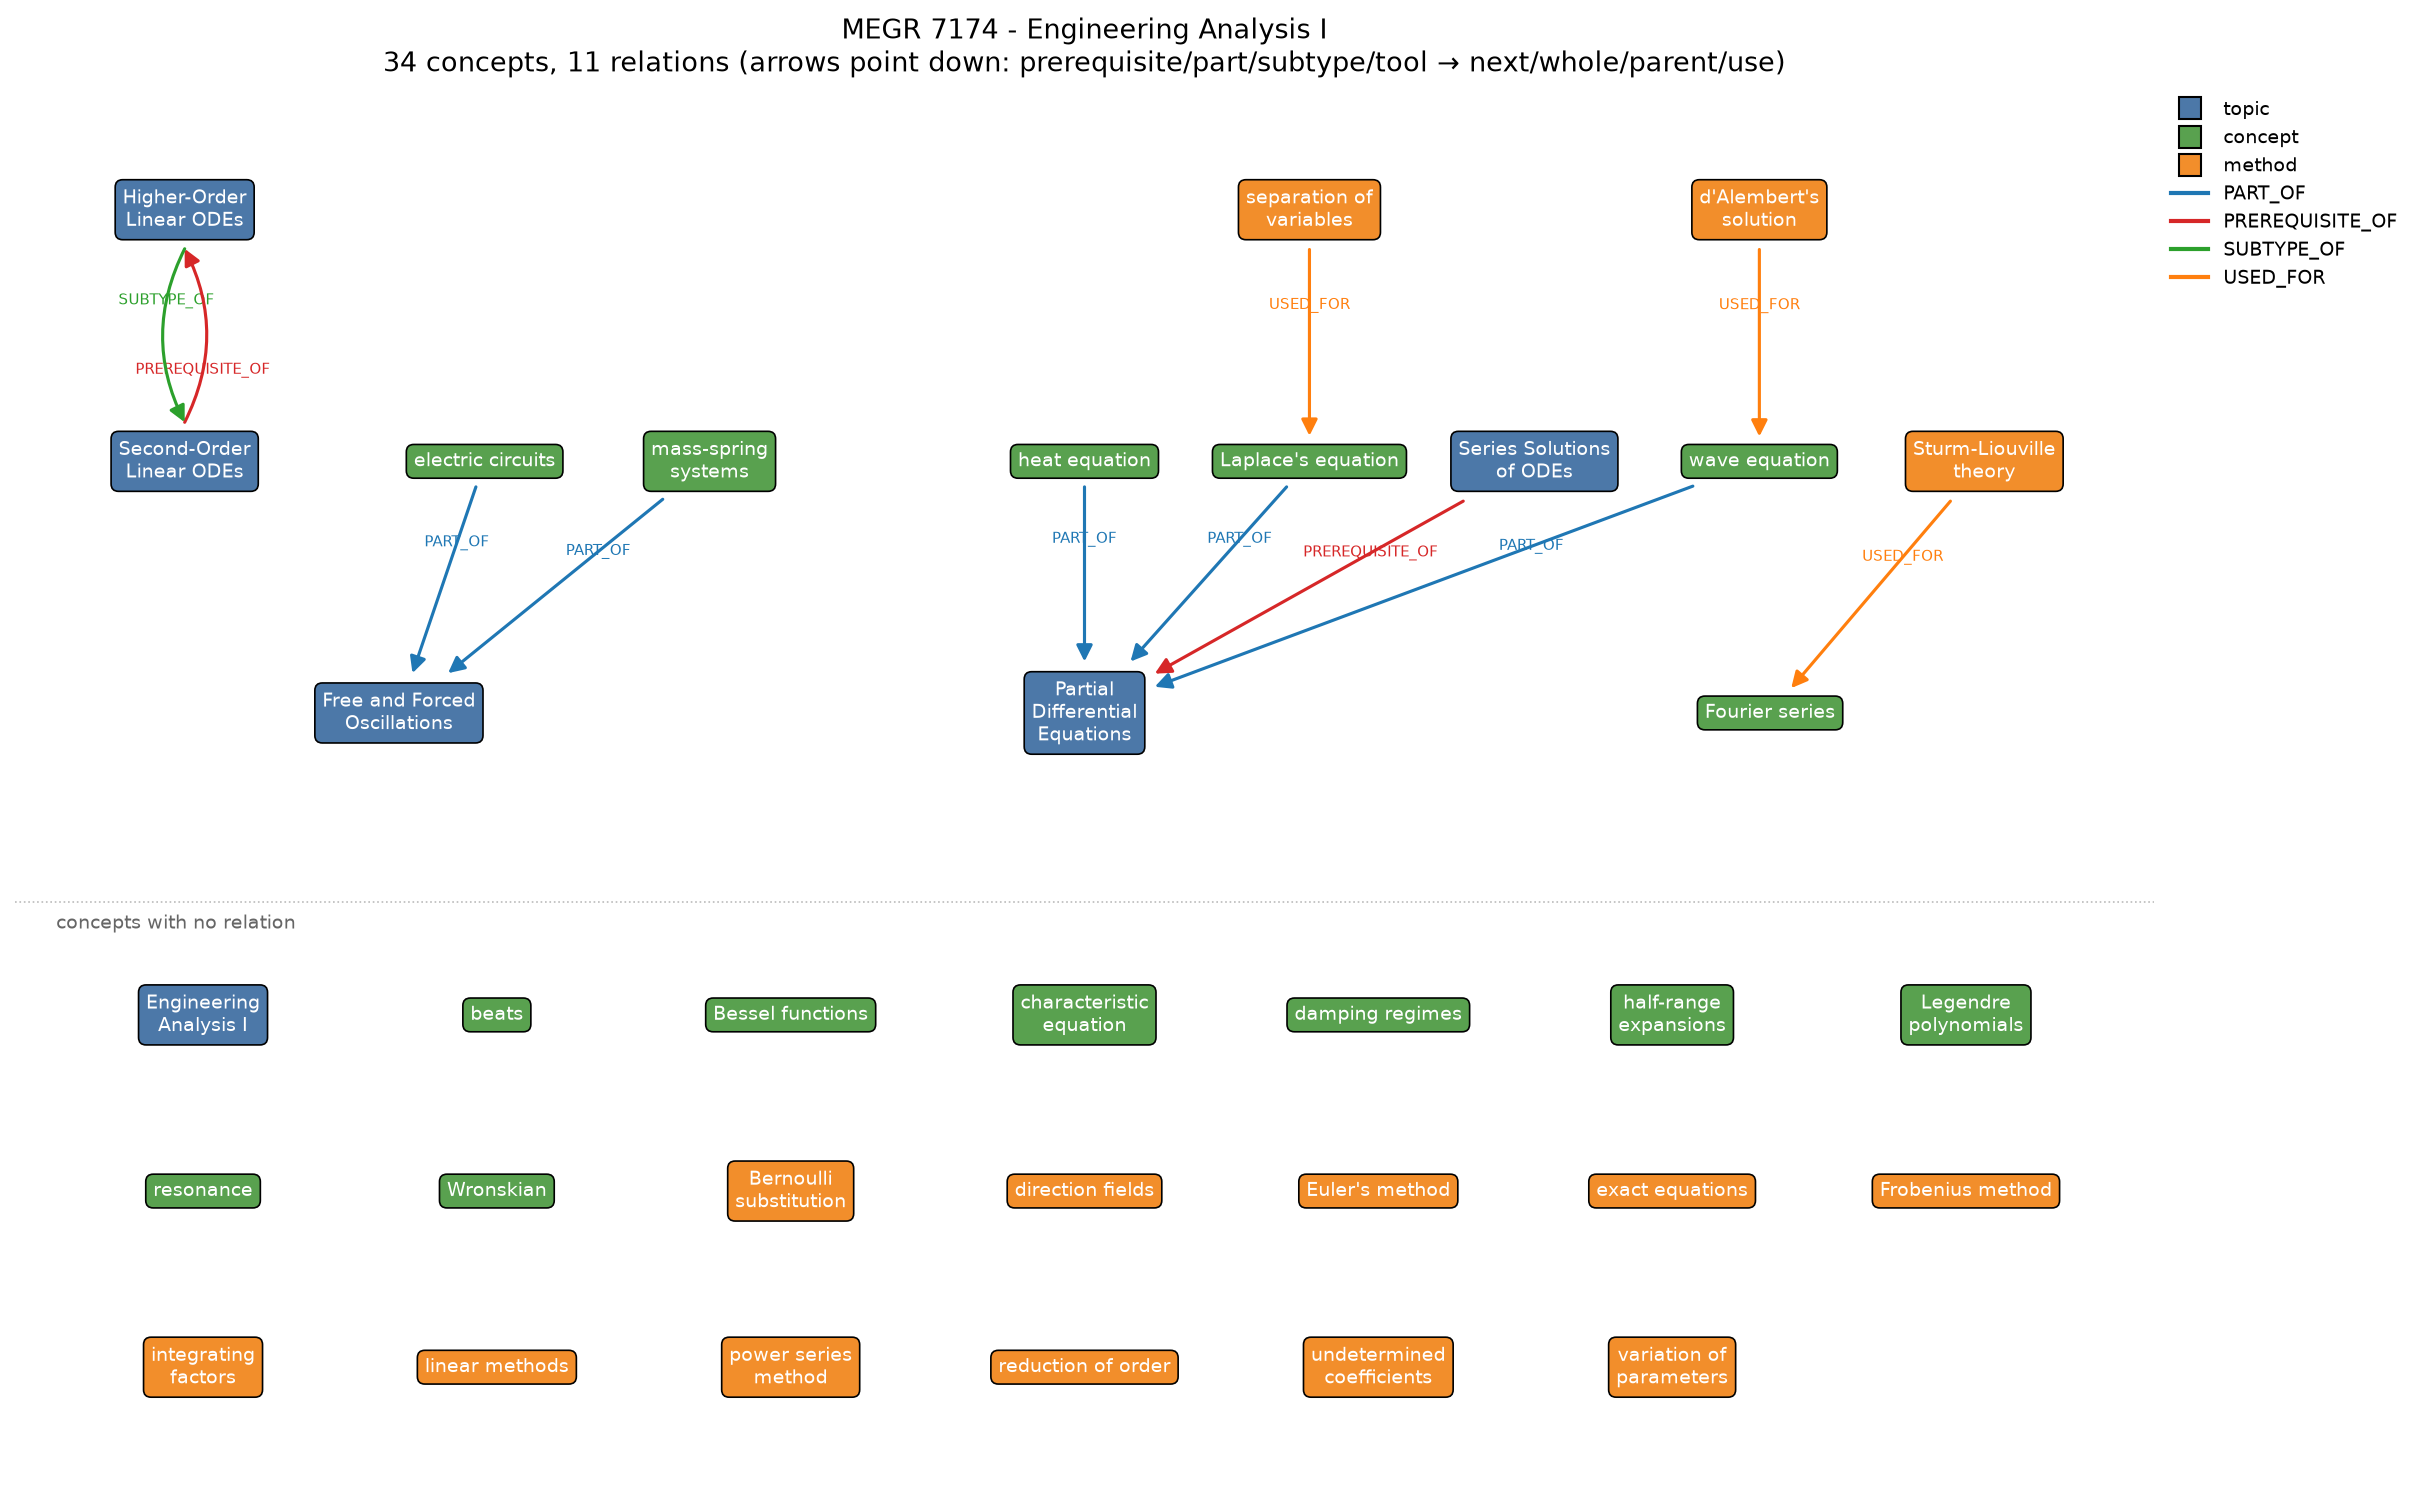 MEGR 7174 - Engineering Analysis I
34 concepts, 11 relations (arrows point down: prerequisite/part/subtype/tool → next/whole/parent/use)
topic
concept
method
PART_OF
PREREQUISITE_OF
SUBTYPE_OF
USED_FOR
Higher-Order
Linear ODEs
separation of
variables
d'Alembert's
solution
SUBTYPE_OF
USED_FOR
USED_FOR
PREREQUISITE_OF
Second-Order
Linear ODEs
electric circuits
mass-spring
systems
heat equation
Laplace's equation
Series Solutions
of ODEs
wave equation
Sturm-Liouville
theory
PART_OF
PART_OF
PART_OF
PART_OF
PREREQUISITE_OF
PART_OF
USED_FOR
Free and Forced
Oscillations
Partial
Differential
Equations
Fourier series
concepts with no relation
Engineering
Analysis I
beats
Bessel functions
characteristic
equation
damping regimes
half-range
expansions
Legendre
polynomials
resonance
Wronskian
Bernoulli
substitution
direction fields
Euler's method
exact equations
Frobenius method
integrating
factors
linear methods
power series
method
reduction of order
undetermined
coefficients
variation of
parameters